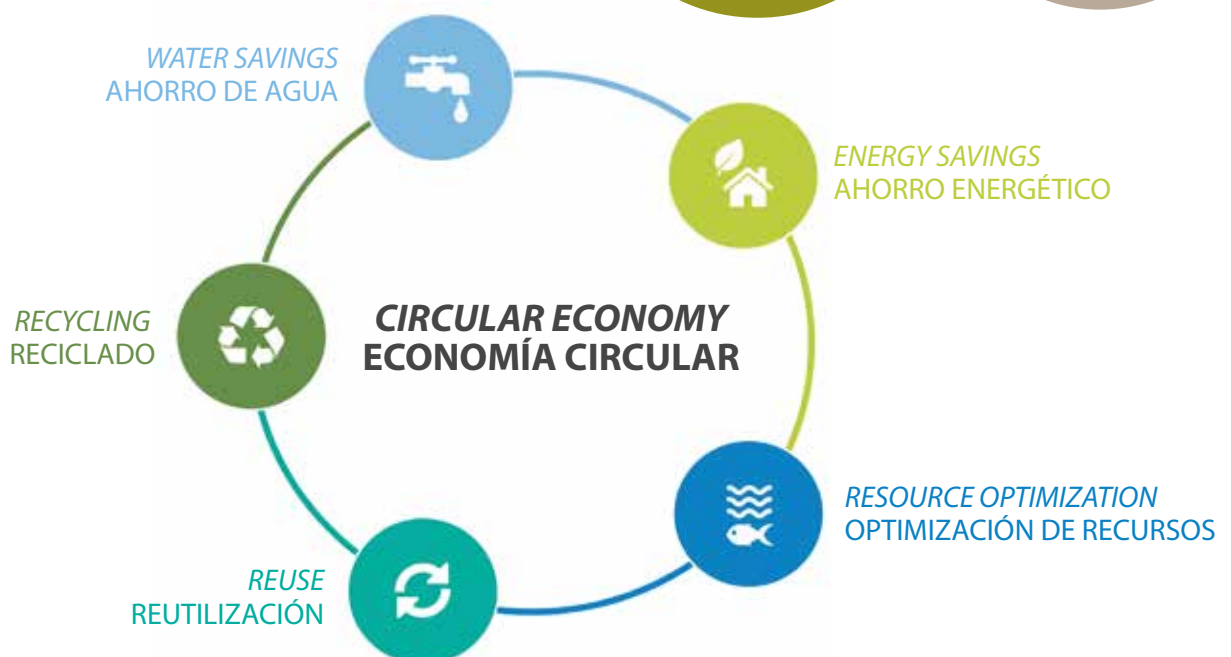 WATER SAVINGS
AHORRO DE AGUA
ENERGY SAVINGS
AHORRO ENERGÉTICO
RECYCLING
RECICLADO
CIRCULAR ECONOMY
ECONOMÍA CIRCULAR
RESOURCE OPTIMIZATION
OPTIMIZACIÓN DE RECURSOS
REUSE
REUTILIZACIÓN